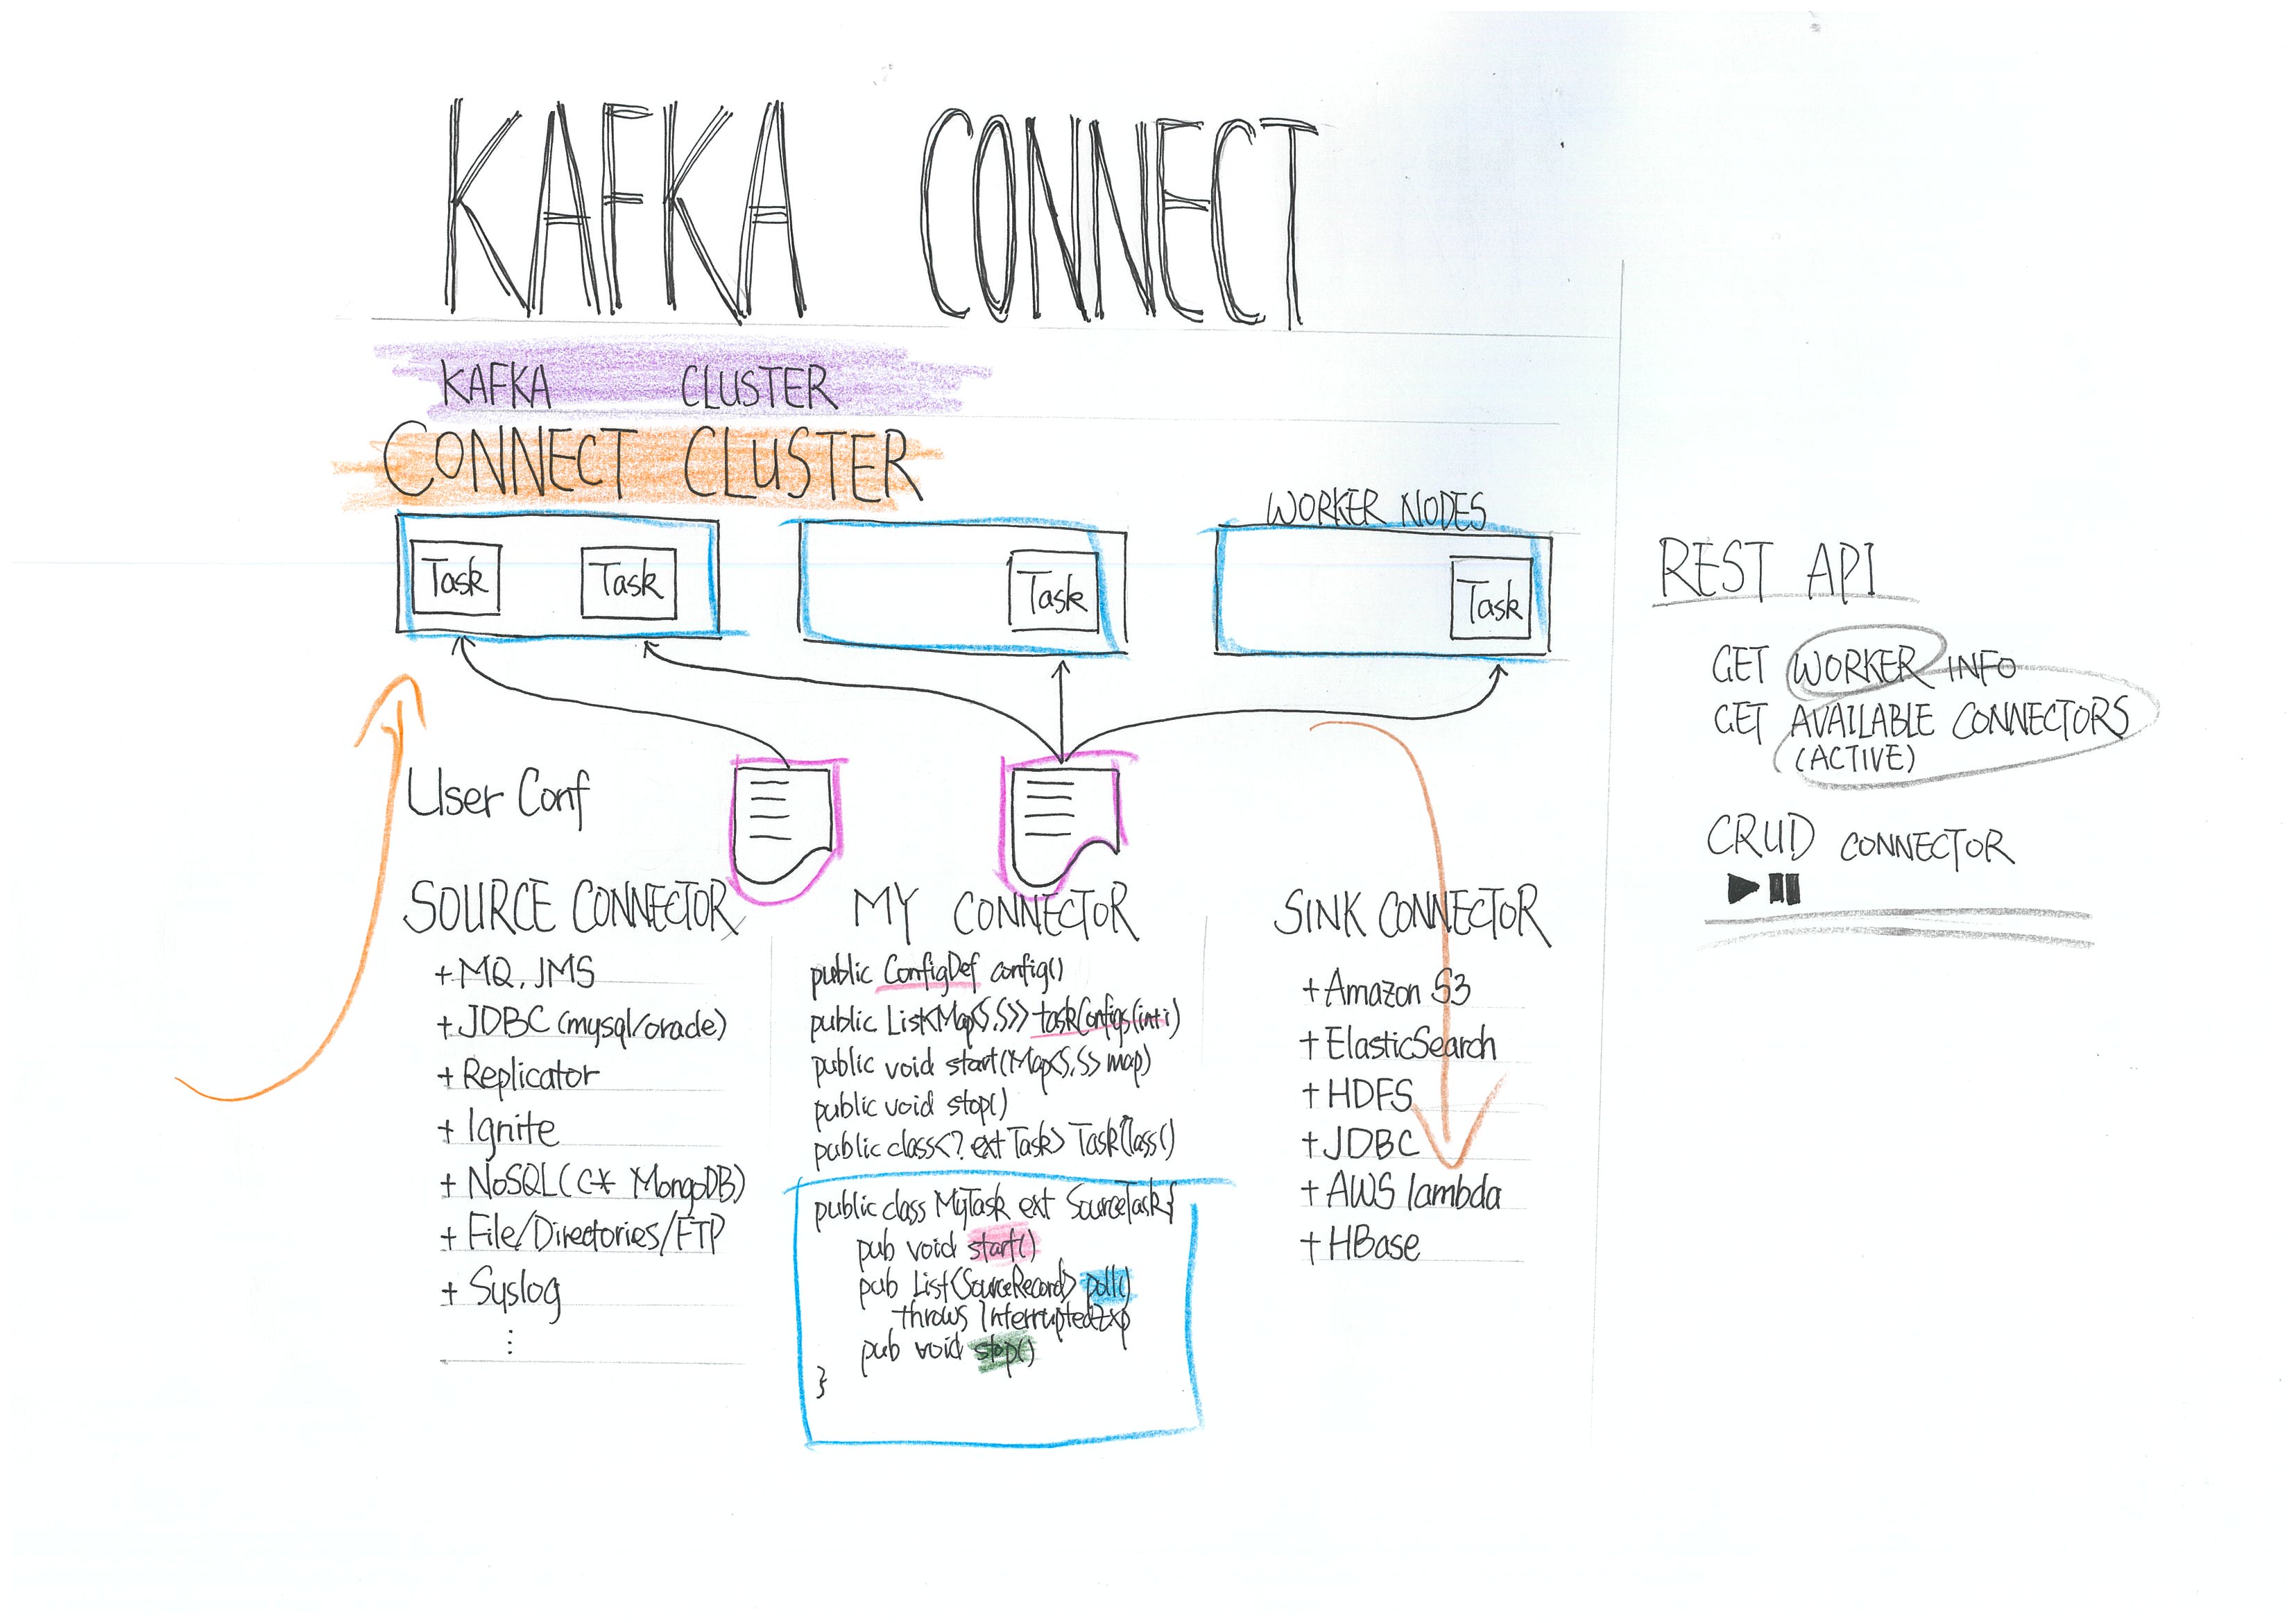 KAFKA CONNECT
KAFKA CLUSTER
CONNECT CLUSTER
WORKER NODES
Task Task Task Task
User Conf
SOURCE CONNECTOR
+ MQ, JMS
+ JDBC (mysql/oracle)
+ Replicator
+ Ignite
+ NoSQL (C* MongoDB)
+ File/Directories/FTP
+ Syslog
⋮
MY CONNECTOR
public ConfigDef config()
public List<Map<S,S>> taskConfigs(int i)
public void start(Map<S,S> map)
public void stop()
public class<? ext Task> TaskClass()
public class MyTask ext SourceTask{
pub void start()
pub List<SourceRecord> poll()
throws InterruptedExp
pub void stop()
}
SINK CONNECTOR
+ Amazon S3
+ ElasticSearch
+ HDFS
+ JDBC
+ AWS lambda
+ HBase
REST API
GET WORKER INFO
GET AVAILABLE CONNECTORS
(ACTIVE)
CRUD CONNECTOR